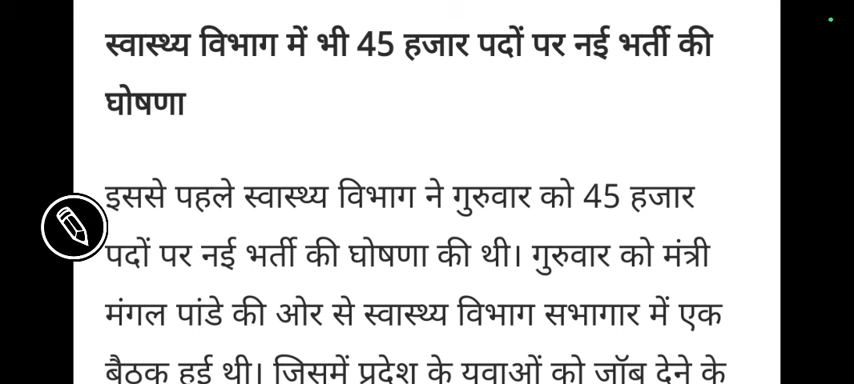 स्वास्थ्य विभाग में भी 45 हजार पदों पर नई भर्ती की
घोषणा
इससे पहले स्वास्थ्य विभाग ने गुरुवार को 45 हजार
पदों पर नई भर्ती की घोषणा की थी। गुरुवार को मंत्री
मंगल पांडे की ओर से स्वास्थ्य विभाग सभागार में एक
बैठक हुई थी। जिसमें प्रदेश के युवाओं को जॉब देने के